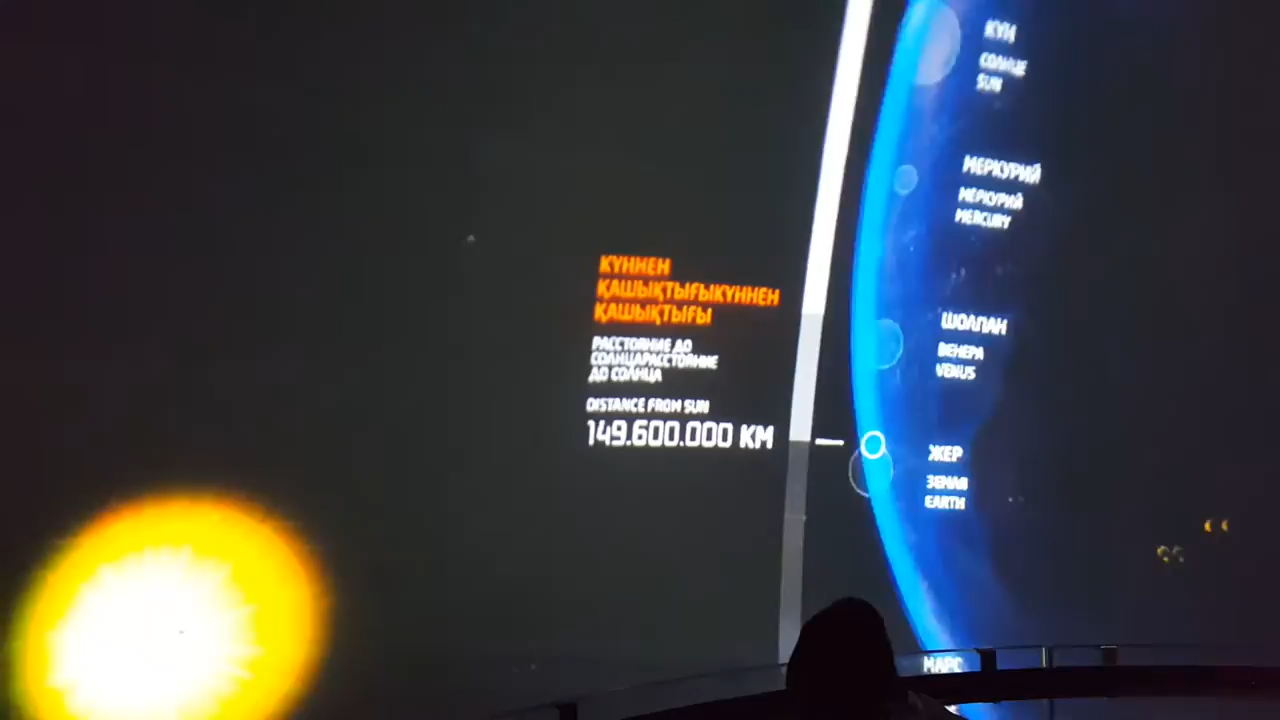 КҮННЕН
ҚАШЫҚТЫҒЫКҮННЕН
ҚАШЫҚТЫҒЫ
РАССТОЯНИЕ ДО
СОЛНЦАРАССТОЯНИЕ
ДО СОЛНЦА
DISTANCE FROM SUN
149.600.000 КМ
КҮН
СОЛНЦЕ
SUN
МЕРКУРИЙ
МЕРКУРИЙ
MERCURY
ШОЛПАН
ВЕНЕРА
VENUS
ЖЕР
ЗЕМЛЯ
EARTH
МАРС